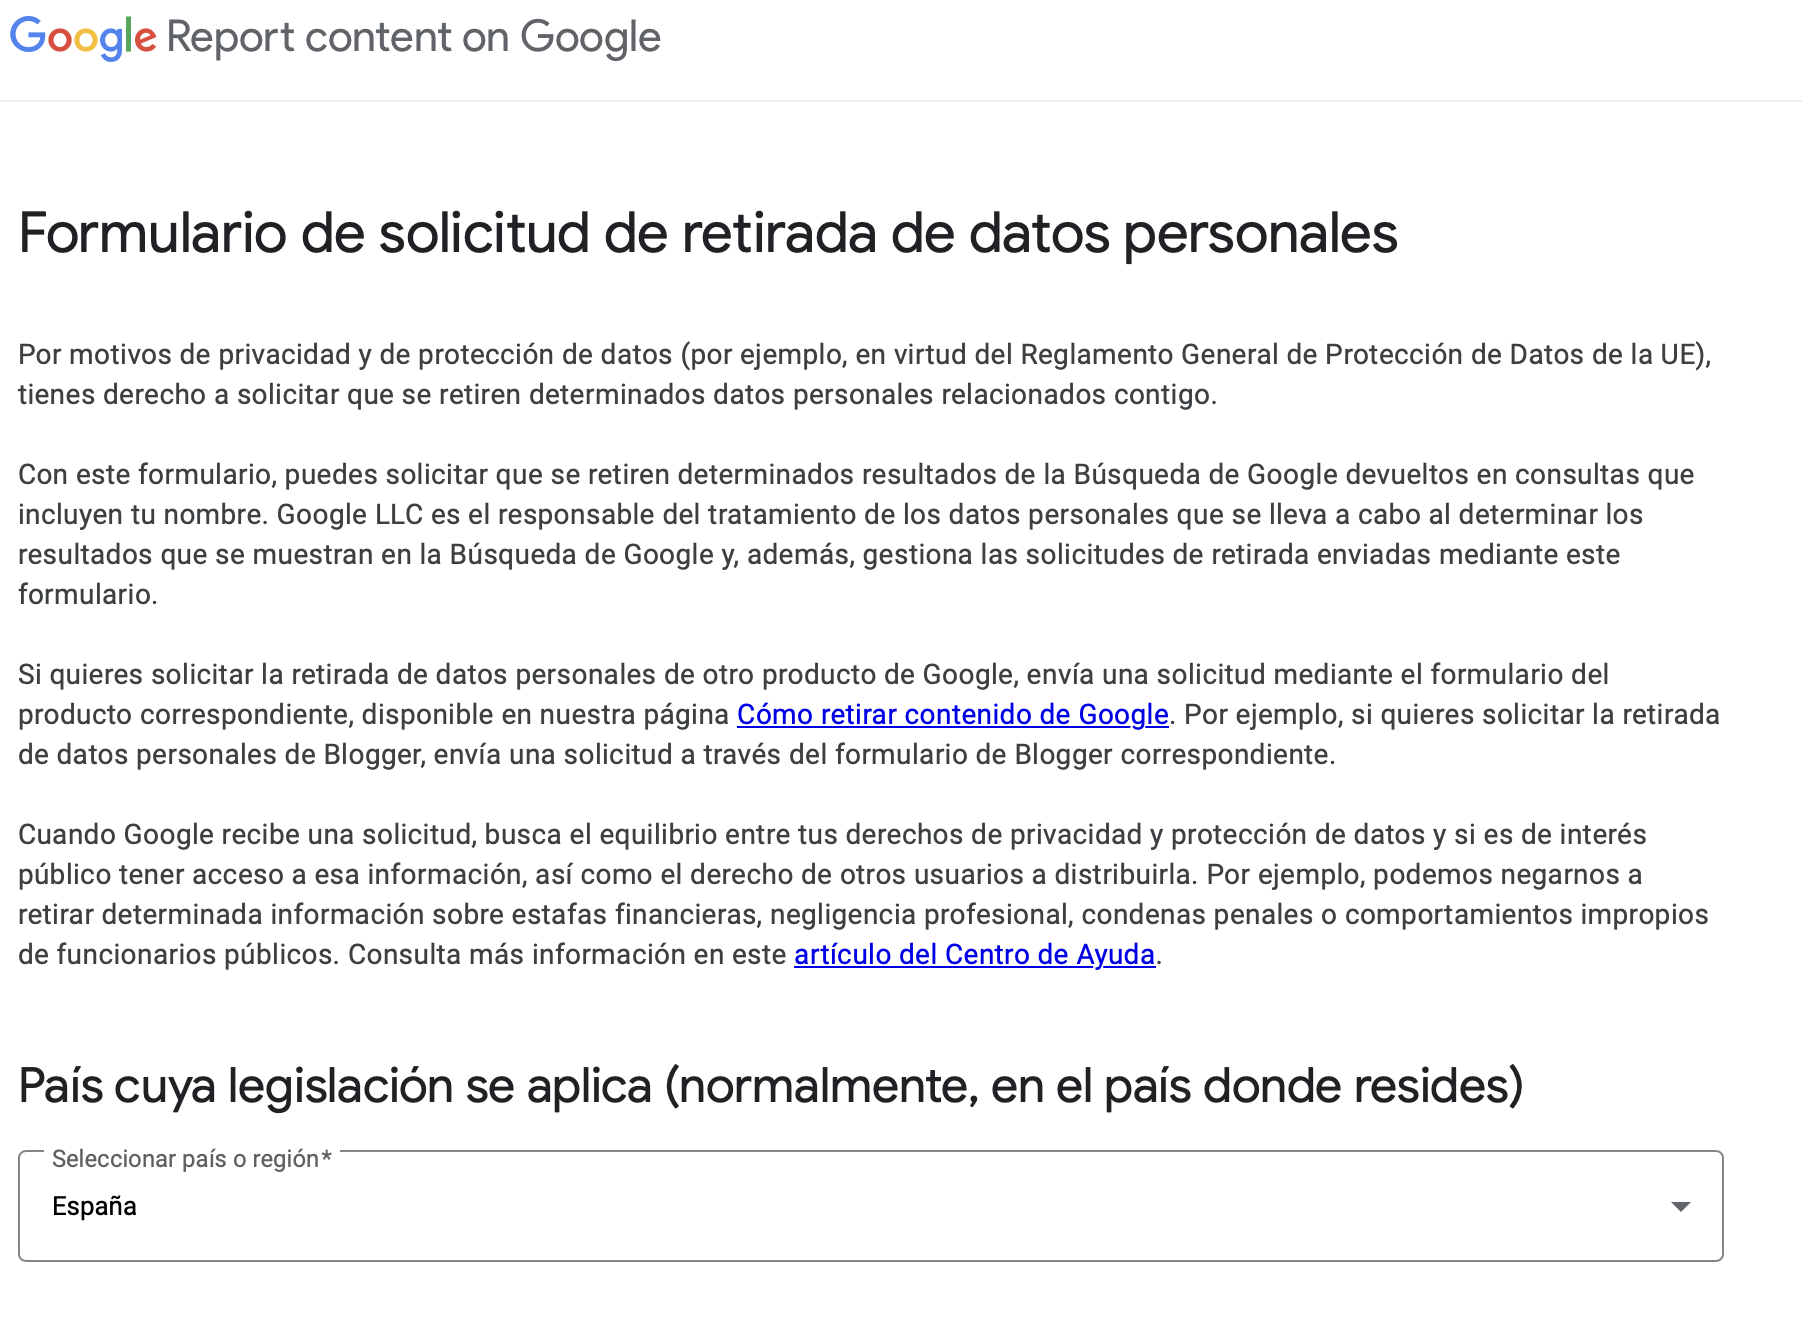 Google Report content on Google
Formulario de solicitud de retirada de datos personales
Por motivos de privacidad y de protección de datos (por ejemplo, en virtud del Reglamento General de Protección de Datos de la UE),
tienes derecho a solicitar que se retiren determinados datos personales relacionados contigo.
Con este formulario, puedes solicitar que se retiren determinados resultados de la Búsqueda de Google devueltos en consultas que
incluyen tu nombre. Google LLC es el responsable del tratamiento de los datos personales que se lleva a cabo al determinar los
resultados que se muestran en la Búsqueda de Google y, además, gestiona las solicitudes de retirada enviadas mediante este
formulario.
Si quieres solicitar la retirada de datos personales de otro producto de Google, envía una solicitud mediante el formulario del
producto correspondiente, disponible en nuestra página Cómo retirar contenido de Google. Por ejemplo, si quieres solicitar la retirada
de datos personales de Blogger, envía una solicitud a través del formulario de Blogger correspondiente.
Cuando Google recibe una solicitud, busca el equilibrio entre tus derechos de privacidad y protección de datos y si es de interés
público tener acceso a esa información, así como el derecho de otros usuarios a distribuirla. Por ejemplo, podemos negarnos a
retirar determinada información sobre estafas financieras, negligencia profesional, condenas penales o comportamientos impropios
de funcionarios públicos. Consulta más información en este artículo del Centro de Ayuda.
País cuya legislación se aplica (normalmente, en el país donde resides)
Seleccionar país o región*
España